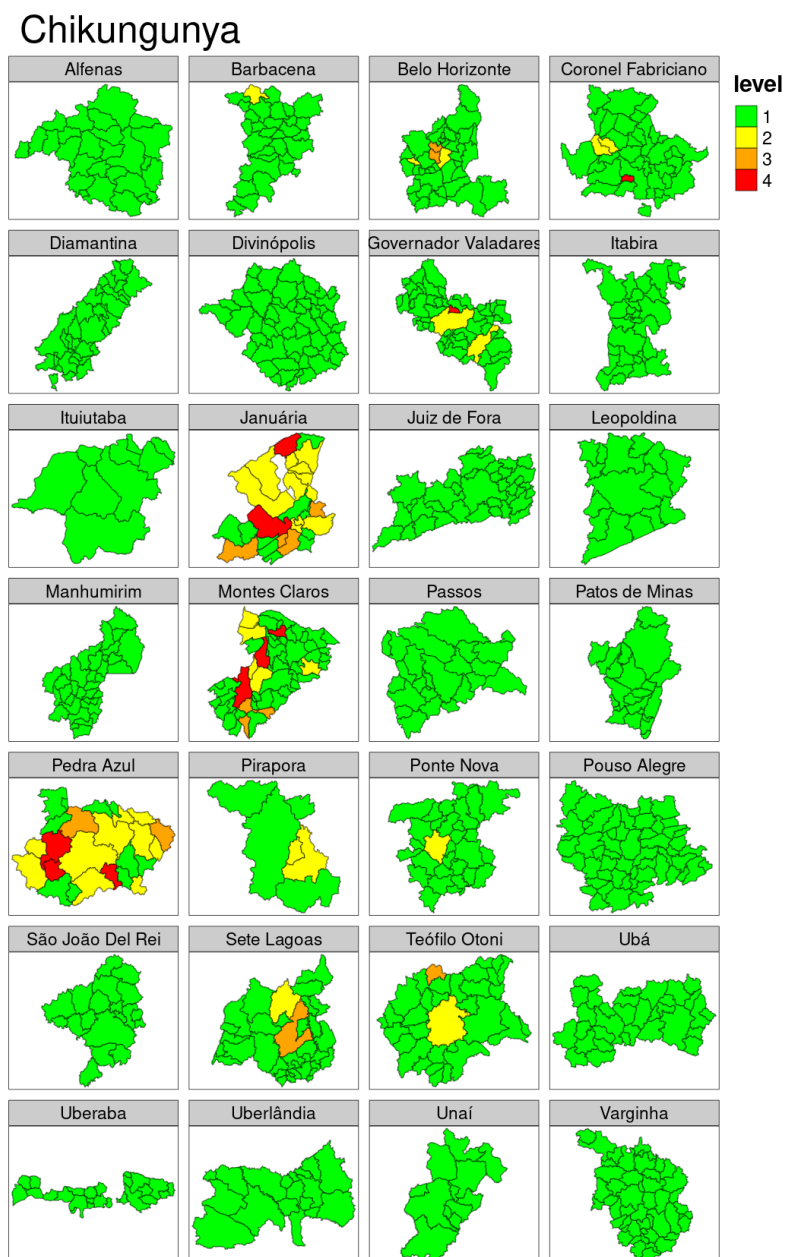 Chikungunya
Alfenas
Barbacena
Belo Horizonte
Coronel Fabriciano
level
1
2
3
4
Diamantina
Divinópolis
Governador Valadares
Itabira
Ituiutaba
Januária
Juiz de Fora
Leopoldina
Manhumirim
Montes Claros
Passos
Patos de Minas
Pedra Azul
Pirapora
Ponte Nova
Pouso Alegre
São João Del Rei
Sete Lagoas
Teófilo Otoni
Ubá
Uberaba
Uberlândia
Unaí
Varginha